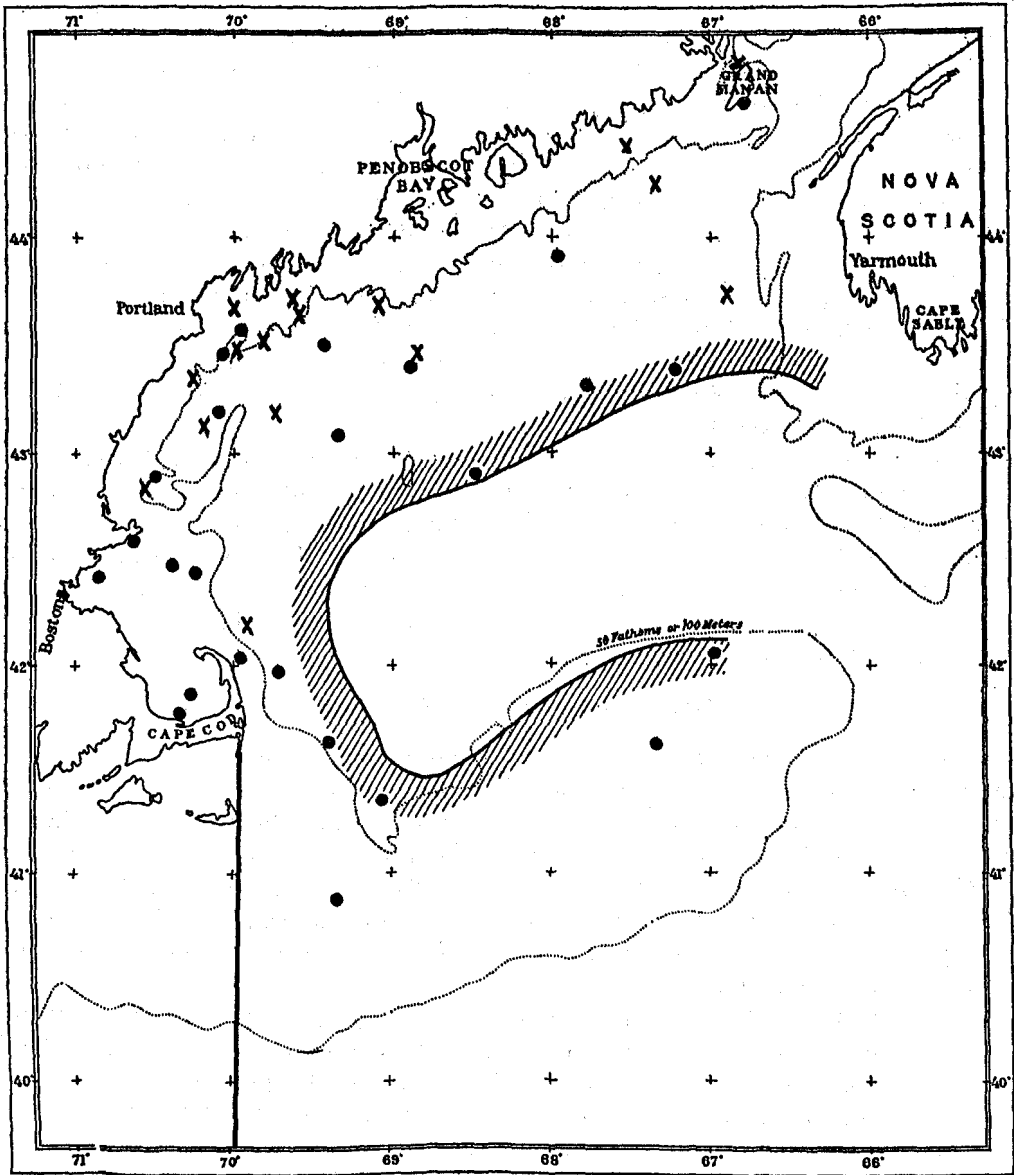 71° 70° 69° 68° 67° 66°
GRAND
MANAN
PENOBSCOT
BAY
NOVA
SCOTIA
44° 44°
Yarmouth
Portland
CAPE
SABLE
43° 43°
Boston
50 Fathoms or 100 Meters
42° 42°
CAPE COD
41° 41°
40° 40°
71° 70° 69° 68° 67° 66°